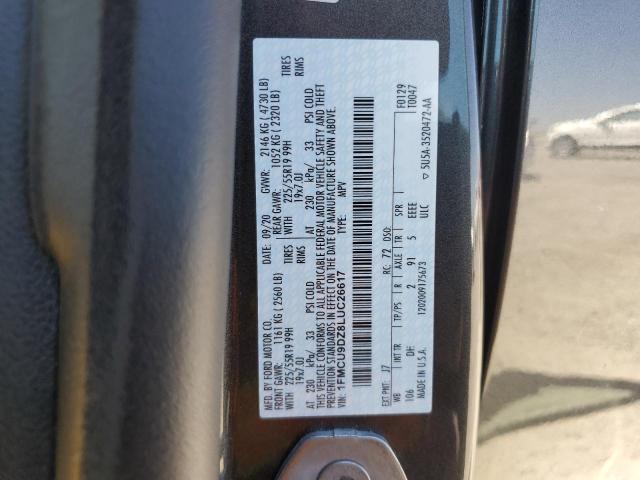 MFD. BY FORD MOTOR CO.
DATE: 09/20 GVWR: 2146 KG ( 4730 LB)
FRONT GAWR: 1161 KG ( 2560 LB) REAR GAWR: 1052 KG ( 2320 LB)
WITH 225/55R19 99H TIRES WITH 225/55R19 99H TIRES
19x7.0J RIMS 19x7.0J RIMS
AT 230 kPa/ 33 PSI COLD AT 230 kPa/ 33 PSI COLD
THIS VEHICLE CONFORMS TO ALL APPLICABLE FEDERAL MOTOR VEHICLE SAFETY AND THEFT
PREVENTION STANDARDS IN EFFECT ON THE DATE OF MANUFACTURE SHOWN ABOVE.
VIN: 1FMCU9DZ8LUC26617 TYPE: MPV
F0129
T0047
EXT PNT: J7 RC: 72 DSO:
WB INT TR TP/PS R AXLE TR SPR
106 DH 2 91 5 EEEE
ULC
MADE IN U.S.A. 1202009175673 5U5A-3520472-AA